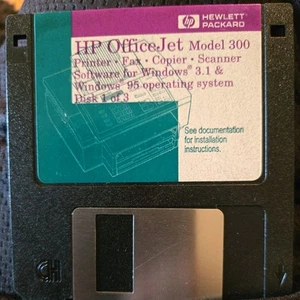 hp HEWLETT
PACKARD
HP OfficeJet Model 300
Printer · Fax · Copier · Scanner
Software for Windows® 3.1 &
Windows® 95 operating system
Disk 1 of 3
See documentation
for installation
instructions.